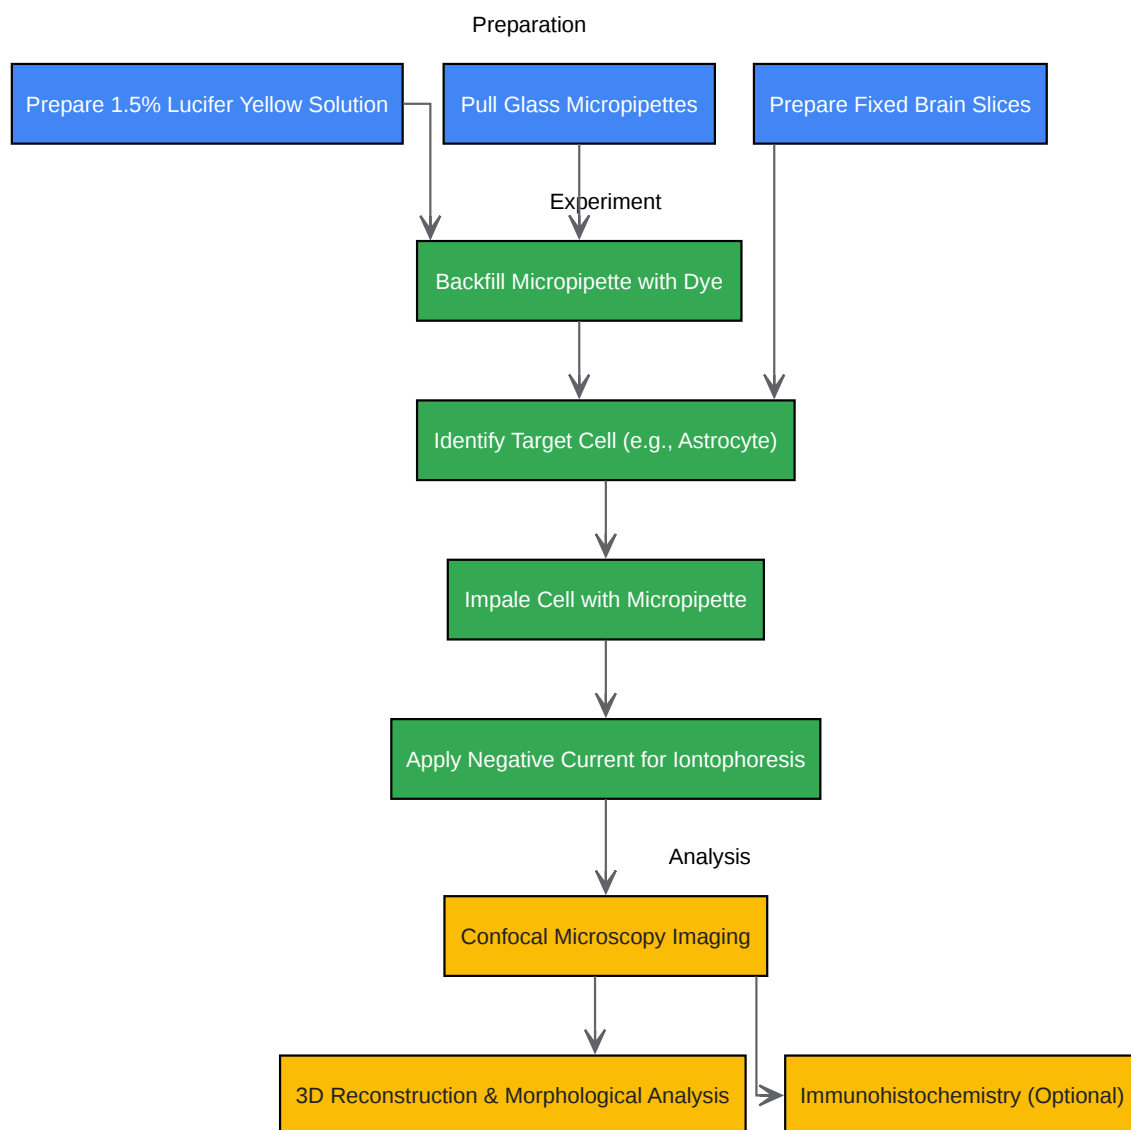 Preparation
Prepare 1.5% Lucifer Yellow Solution
Pull Glass Micropipettes
Prepare Fixed Brain Slices
Experiment
Backfill Micropipette with Dye
Identify Target Cell (e.g., Astrocyte)
Impale Cell with Micropipette
Apply Negative Current for Iontophoresis
Analysis
Confocal Microscopy Imaging
3D Reconstruction & Morphological Analysis
Immunohistochemistry (Optional)